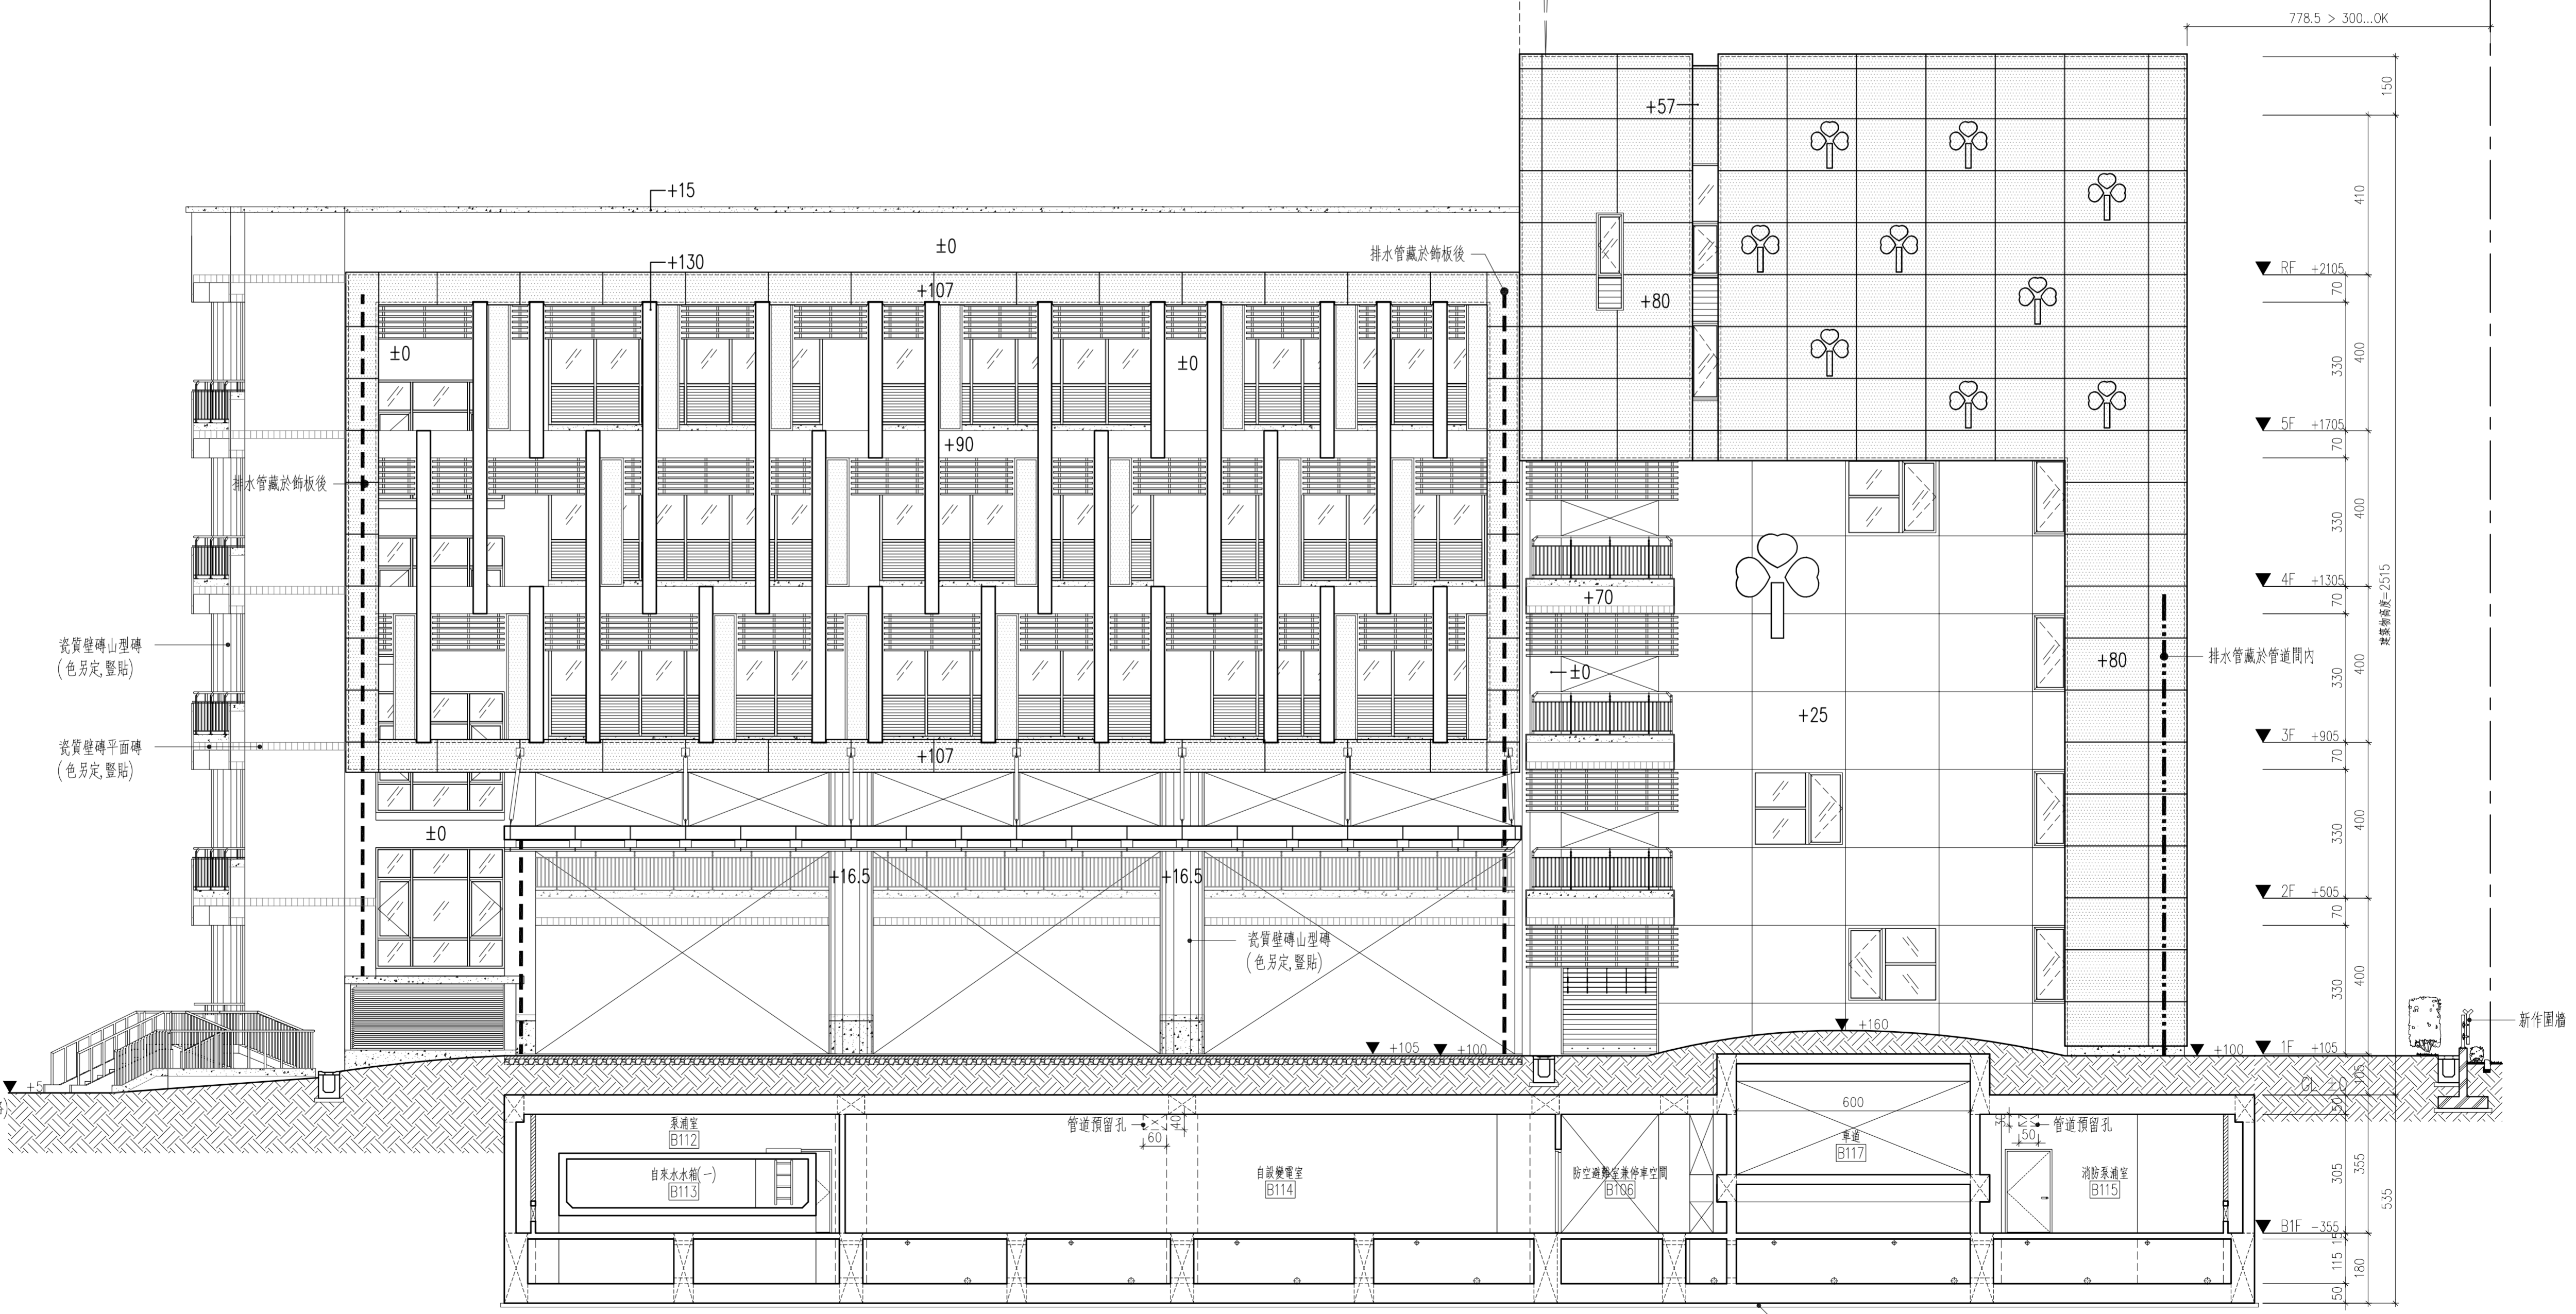 778.5 > 300...OK
150
+57
410
+15
±0
排水管藏於飾板後
+130
+107
+80
RF +2105
70
±0
±0
330
400
5F +1705
70
+90
排水管藏於飾板後
330
400
建築物高度=2515
4F +1305
+70
70
瓷質壁磚山型磚
(色另定,豎貼)
±0
+80
排水管藏於管道間內
330
400
+25
瓷質壁磚平面磚
(色另定,豎貼)
3F +905
+107
70
±0
330
400
+16.5
+16.5
2F +505
70
瓷質壁磚山型磚
(色另定,豎貼)
330
400
新作圍牆
+160
+105
+100
+100
1F +105
+5
GL ±0
105
50
600
泵浦室
B112
管道預留孔
60
40
車道
B117
30
50
管道預留孔
自來水水箱(一)
B113
自設變電室
B114
防空避難室兼停車空間
B106
消防泵浦室
B115
305
355
535
B1F -355
15
115
180
50